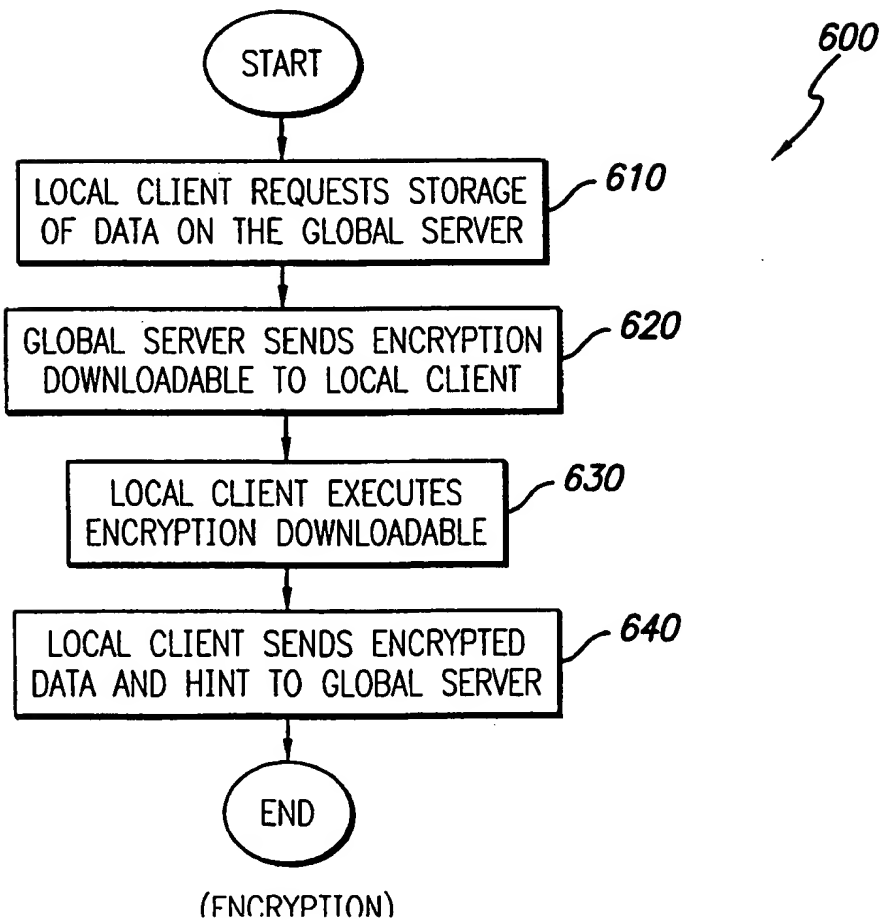 START
600
LOCAL CLIENT REQUESTS STORAGE
OF DATA ON THE GLOBAL SERVER
610
GLOBAL SERVER SENDS ENCRYPTION
DOWNLOADABLE TO LOCAL CLIENT
620
LOCAL CLIENT EXECUTES
ENCRYPTION DOWNLOADABLE
630
LOCAL CLIENT SENDS ENCRYPTED
DATA AND HINT TO GLOBAL SERVER
640
END
(ENCRYPTION)